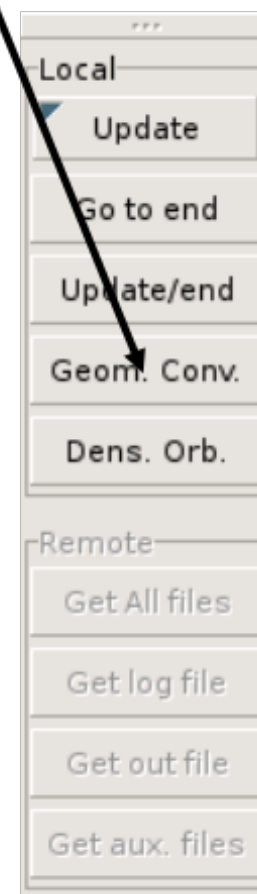 Local
Update
Go to end
Update/end
Geom. Conv.
Dens. Orb.
Remote
Get All files
Get log file
Get out file
Get aux. files